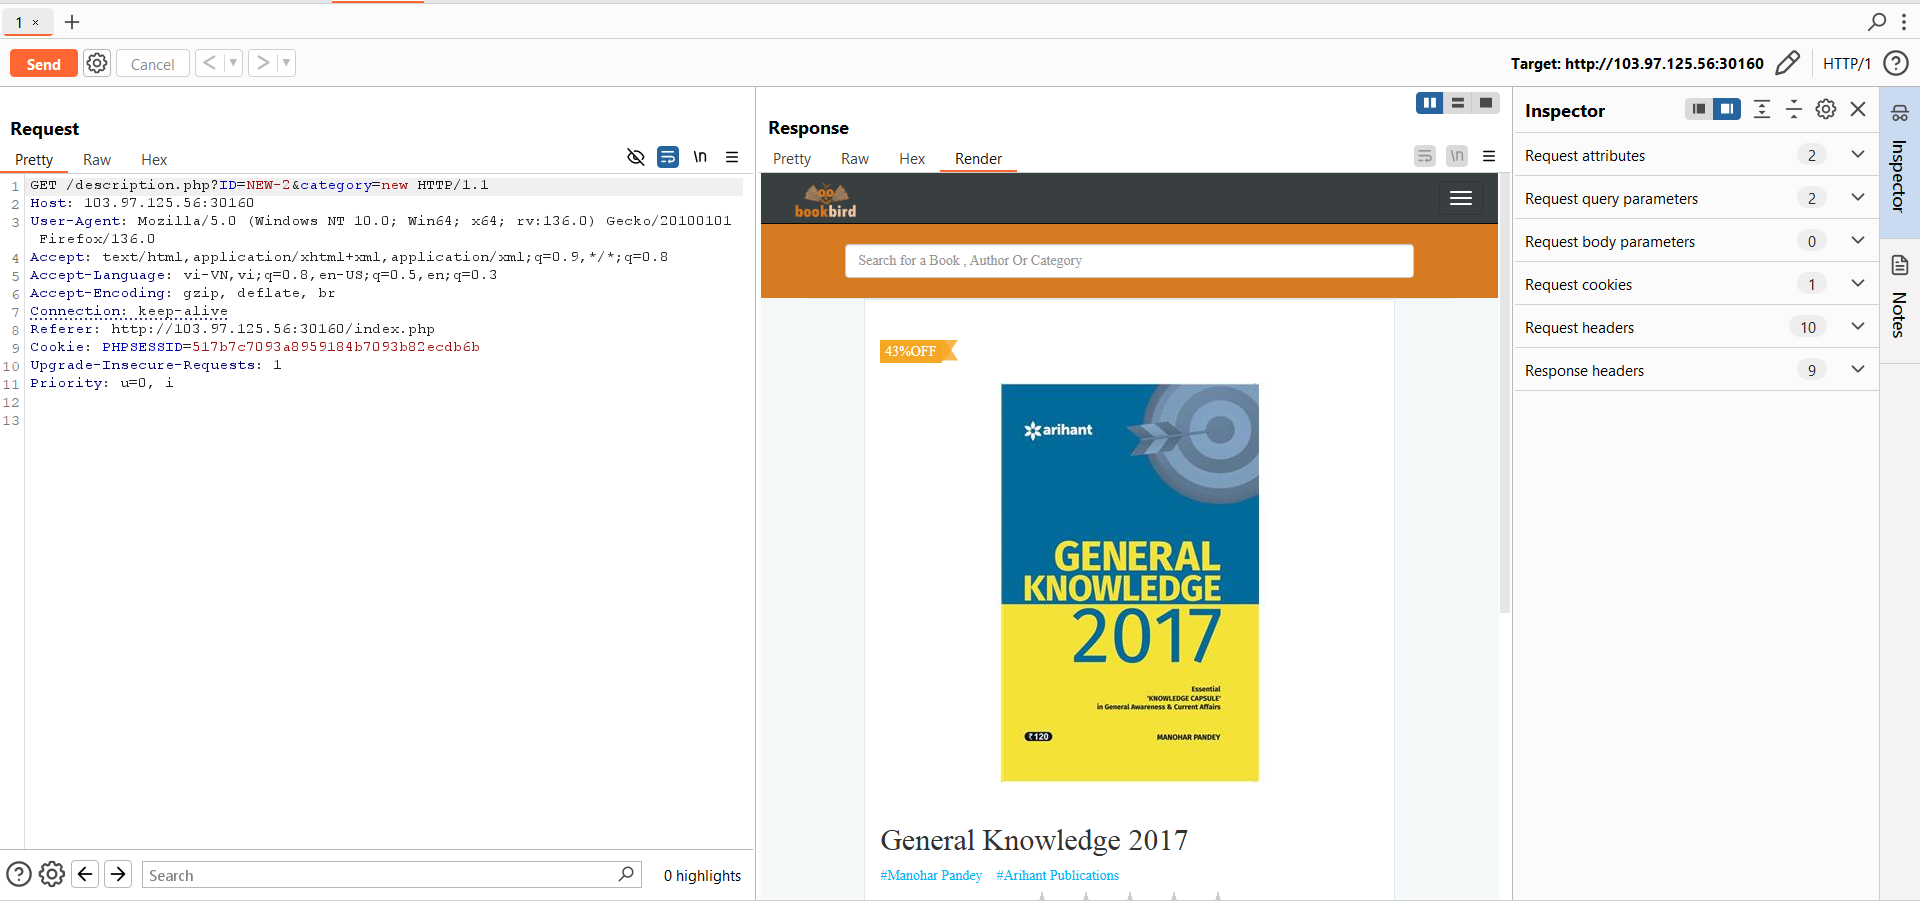 1 ×
Send
Cancel
Target: http://103.97.125.56:30160
HTTP/1
Request
Pretty
Raw
Hex
\n
1 GET /description.php?ID=NEW-2&category=new HTTP/1.1
2 Host: 103.97.125.56:30160
3 User-Agent: Mozilla/5.0 (Windows NT 10.0; Win64; x64; rv:136.0) Gecko/20100101
Firefox/136.0
4 Accept: text/html,application/xhtml+xml,application/xml;q=0.9,*/*;q=0.8
5 Accept-Language: vi-VN,vi;q=0.8,en-US;q=0.5,en;q=0.3
6 Accept-Encoding: gzip, deflate, br
7 Connection: keep-alive
8 Referer: http://103.97.125.56:30160/index.php
9 Cookie: PHPSESSID=517b7c7093a8959184b7093b82ecdb6b
10 Upgrade-Insecure-Requests: 1
11 Priority: u=0, i
12
13
Search
0 highlights
Response
Pretty
Raw
Hex
Render
\n
bookbird
Search for a Book , Author Or Category
43%OFF
arihant
GENERAL
KNOWLEDGE
2017
Essential
'KNOWLEDGE CAPSULE'
in General Awareness & Current Affairs
₹ 120
MANOHAR PANDEY
General Knowledge 2017
#Manohar Pandey #Arihant Publications
Inspector
Request attributes 2
Request query parameters 2
Request body parameters 0
Request cookies 1
Request headers 10
Response headers 9
Inspector
Notes